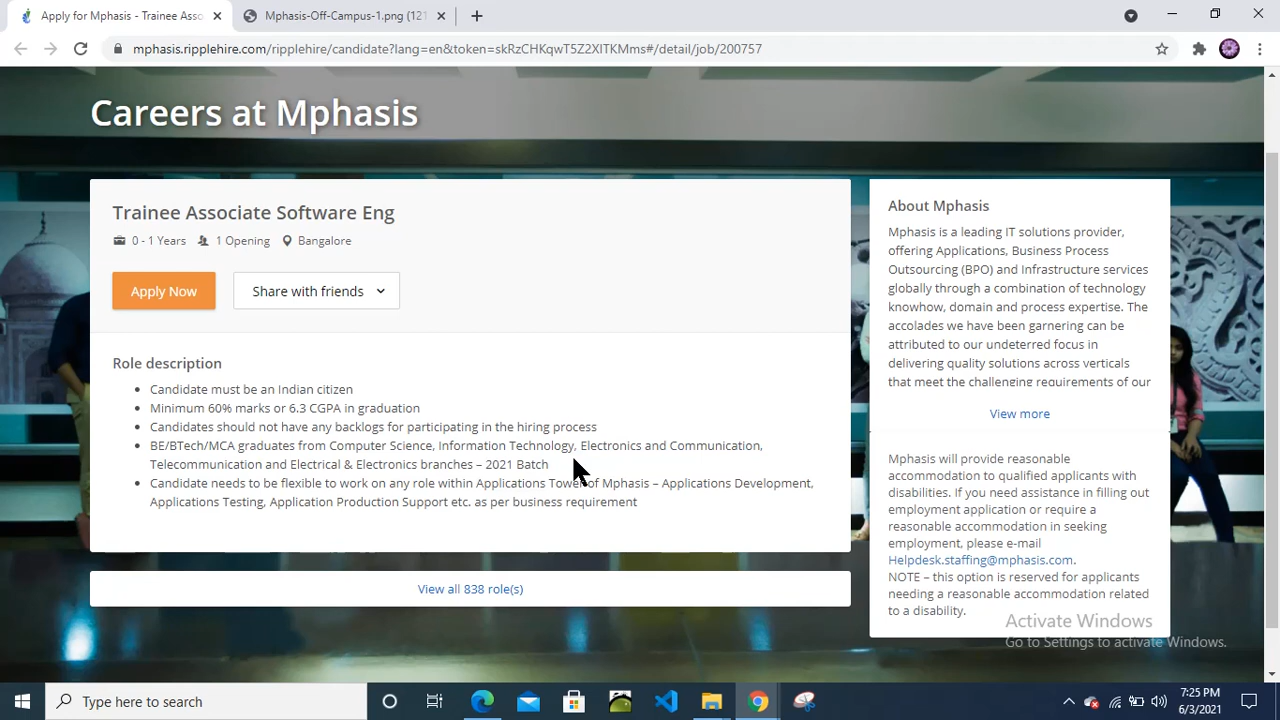 Apply for Mphasis - Trainee Asso
Mphasis-Off-Campus-1.png (121
mphasis.ripplehire.com/ripplehire/candidate?lang=en&token=skRzCHKqwT5Z2XlTKMms#/detail/job/200757
Careers at Mphasis
Trainee Associate Software Eng
0 - 1 Years 1 Opening Bangalore
Apply Now
Share with friends
Role description
• Candidate must be an Indian citizen
• Minimum 60% marks or 6.3 CGPA in graduation
• Candidates should not have any backlogs for participating in the hiring process
• BE/BTech/MCA graduates from Computer Science, Information Technology, Electronics and Communication,
Telecommunication and Electrical & Electronics branches – 2021 Batch
• Candidate needs to be flexible to work on any role within Applications Tower of Mphasis – Applications Development,
Applications Testing, Application Production Support etc. as per business requirement
View all 838 role(s)
About Mphasis
Mphasis is a leading IT solutions provider,
offering Applications, Business Process
Outsourcing (BPO) and Infrastructure services
globally through a combination of technology
knowhow, domain and process expertise. The
accolades we have been garnering can be
attributed to our undeterred focus in
delivering quality solutions across verticals
that meet the challenging requirements of our
View more
Mphasis will provide reasonable
accommodation to qualified applicants with
disabilities. If you need assistance in filling out
employment application or require a
reasonable accommodation in seeking
employment, please e-mail
Helpdesk.staffing@mphasis.com.
NOTE – this option is reserved for applicants
needing a reasonable accommodation related
to a disability.
Activate Windows
Go to Settings to activate Windows.
Type here to search
7:25 PM
6/3/2021